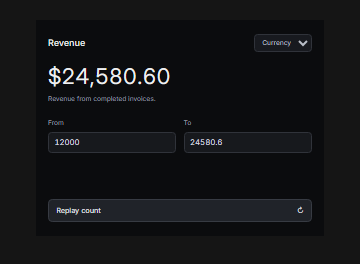 Revenue
Currency
$24,580.60
Revenue from completed invoices.
From
To
12000
24580.6
Replay count